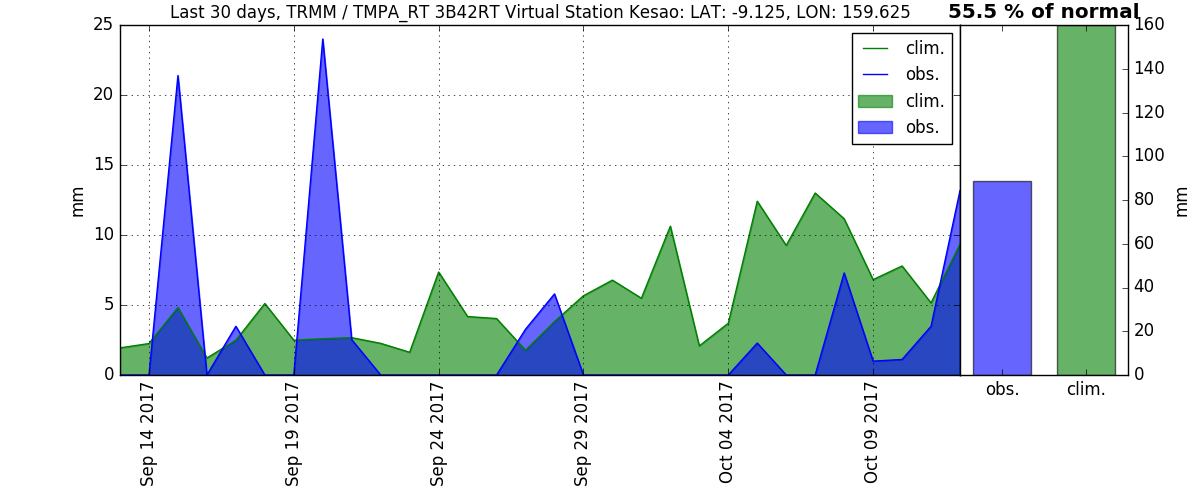 Last 30 days, TRMM / TMPA_RT 3B42RT Virtual Station Kesao: LAT: -9.125, LON: 159.625
55.5 % of normal
25
20
15
10
5
0
mm
clim.
obs.
clim.
obs.
160
140
120
100
80
60
40
20
0
mm
obs.
clim.
Sep 14 2017
Sep 19 2017
Sep 24 2017
Sep 29 2017
Oct 04 2017
Oct 09 2017